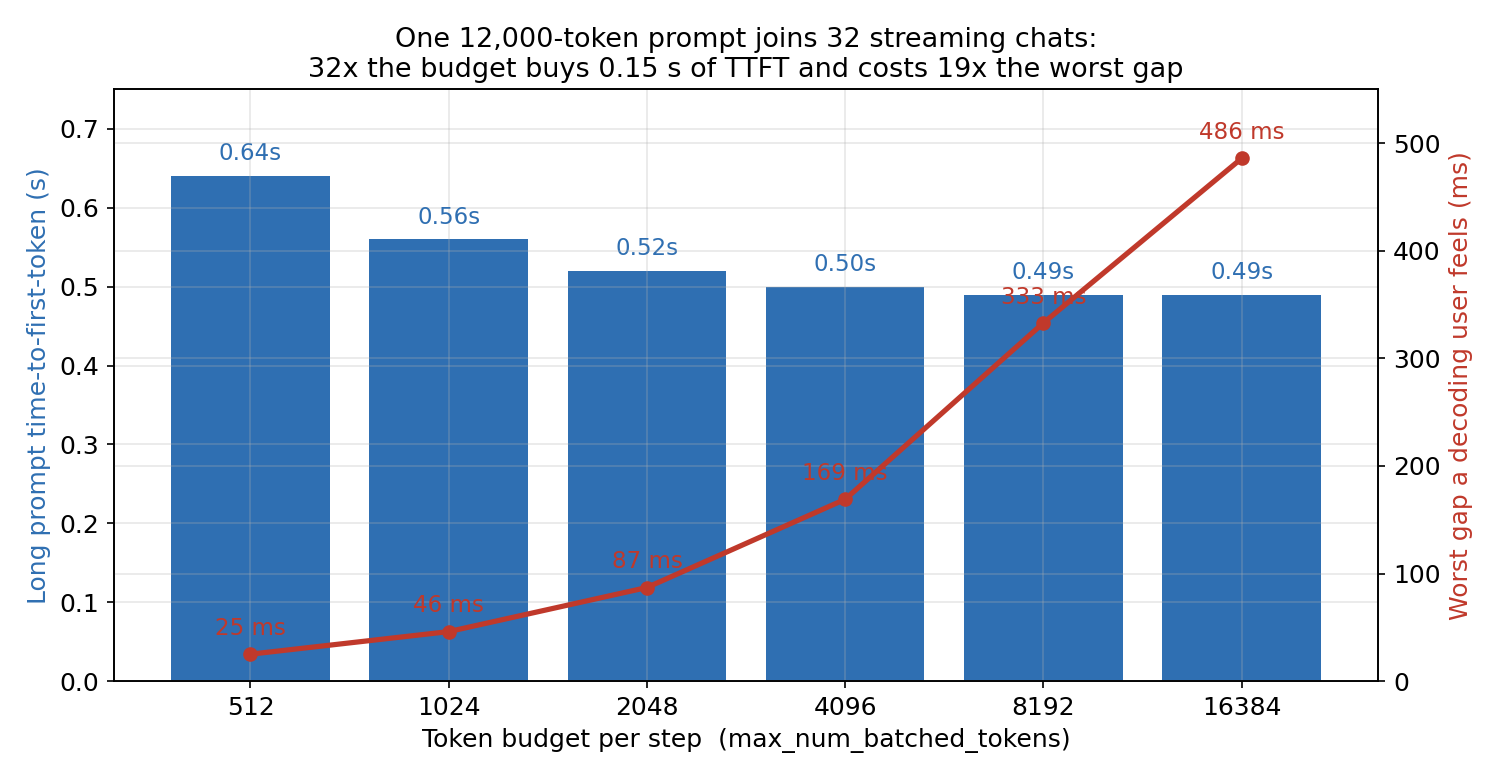 One 12,000-token prompt joins 32 streaming chats:
32x the budget buys 0.15 s of TTFT and costs 19x the worst gap
Long prompt time-to-first-token (s)
0.7
0.6
0.5
0.4
0.3
0.2
0.1
0.0
0.64s
0.56s
0.52s
0.50s
0.49s
0.49s
25 ms
46 ms
87 ms
169 ms
333 ms
486 ms
500
400
300
200
100
0
Worst gap a decoding user feels (ms)
512
1024
2048
4096
8192
16384
Token budget per step (max_num_batched_tokens)